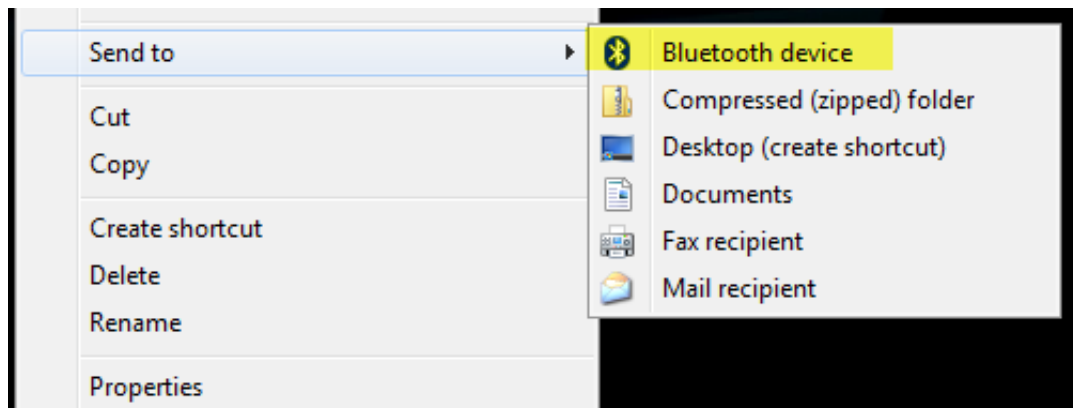 Send to
Cut
Copy
Create shortcut
Delete
Rename
Properties
Bluetooth device
Compressed (zipped) folder
Desktop (create shortcut)
Documents
Fax recipient
Mail recipient